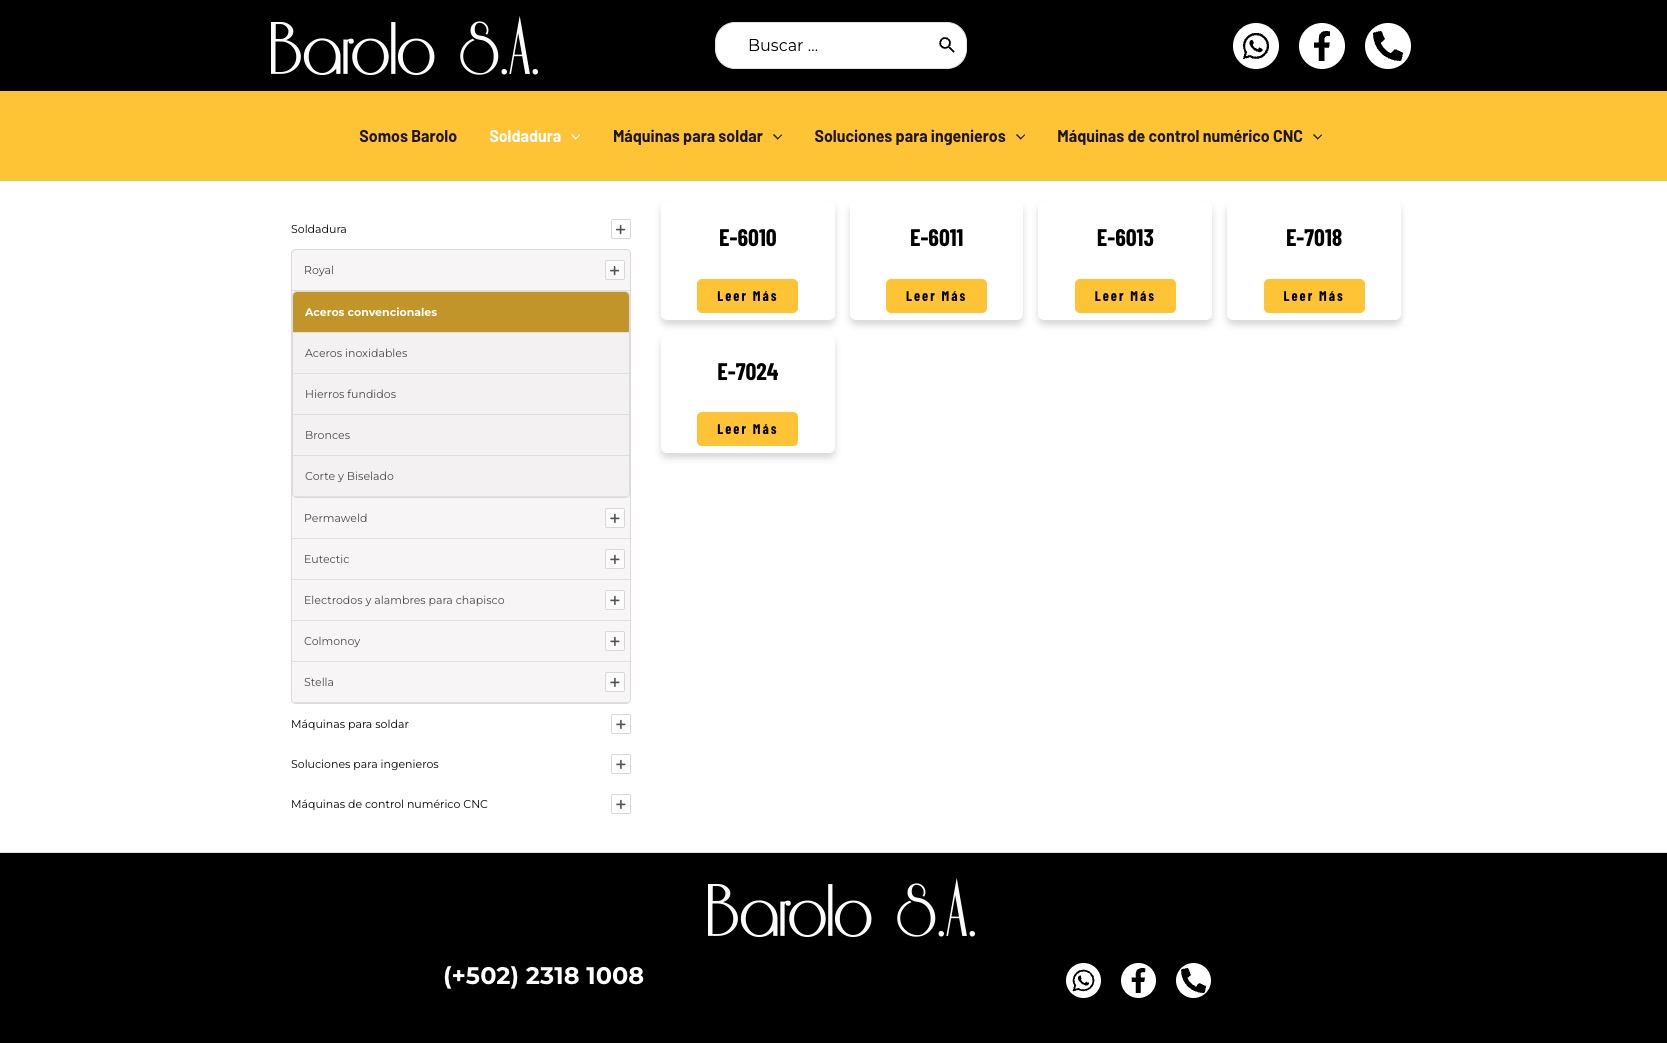 Barolo S.A.
Buscar ...
Somos Barolo
Soldadura
Máquinas para soldar
Soluciones para ingenieros
Máquinas de control numérico CNC
Soldadura
Royal
Aceros convencionales
Aceros inoxidables
Hierros fundidos
Bronces
Corte y Biselado
Permaweld
Eutectic
Electrodos y alambres para chapisco
Colmonoy
Stella
Máquinas para soldar
Soluciones para ingenieros
Máquinas de control numérico CNC
E-6010
Leer Más
E-6011
Leer Más
E-6013
Leer Más
E-7018
Leer Más
E-7024
Leer Más
Barolo S.A.
(+502) 2318 1008